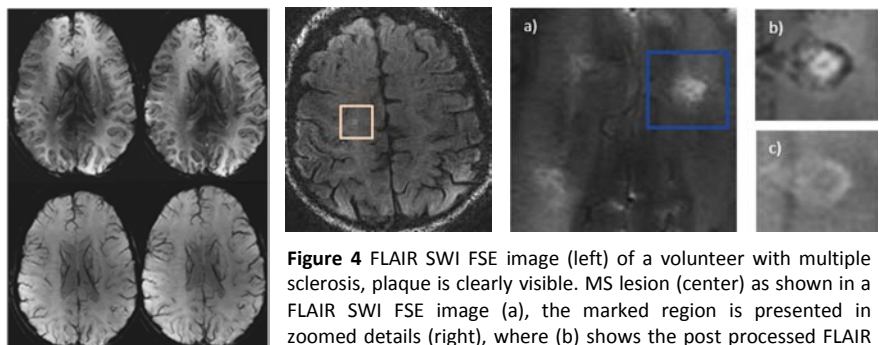 a)
b)
c)
Figure 4 FLAIR SWI FSE image (left) of a volunteer with multiple
sclerosis, plaque is clearly visible. MS lesion (center) as shown in a
FLAIR SWI FSE image (a), the marked region is presented in
zoomed details (right), where (b) shows the post processed FLAIR